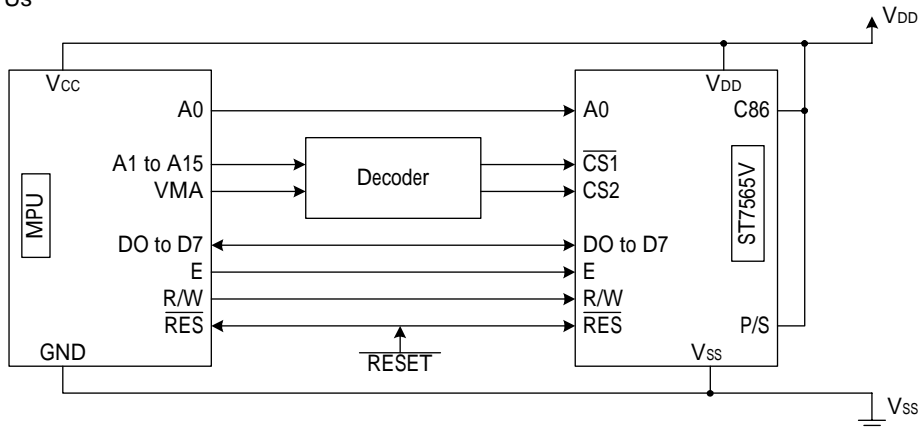 Us
VDD
VCC
VDD
A0
A0
C86
A1 to A15
Decoder
CS1
VMA
CS2
MPU
ST7565V
DO to D7
DO to D7
E
E
R/W
R/W
RES
RES
P/S
RESET
GND
VSS
VSS